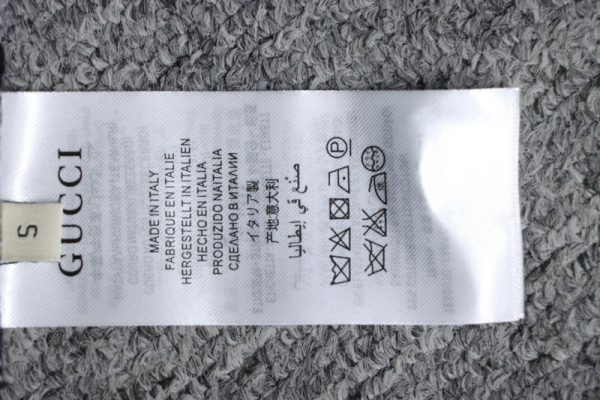 S
GUCCI
MADE IN ITALY
FABRIQUE EN ITALIE
HERGESTELLT IN ITALIEN
HECHO EN ITALIA
PRODUZIDO NA ITALIA
СДЕЛАНО В ИТАЛИИ
イタリア製
产地意大利
صنع في إيطاليا